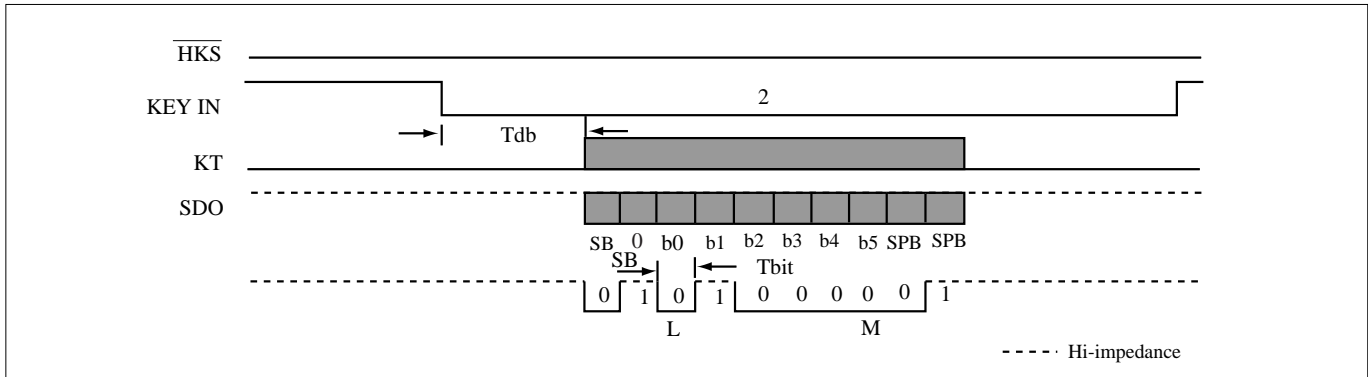 HKS
KEY IN
2
Tdb
KT
SDO
SB 0 b0 b1 b2 b3 b4 b5 SPB SPB
SB Tbit
0 1 0 1 0 0 0 0 0 1
L M
Hi-impedance